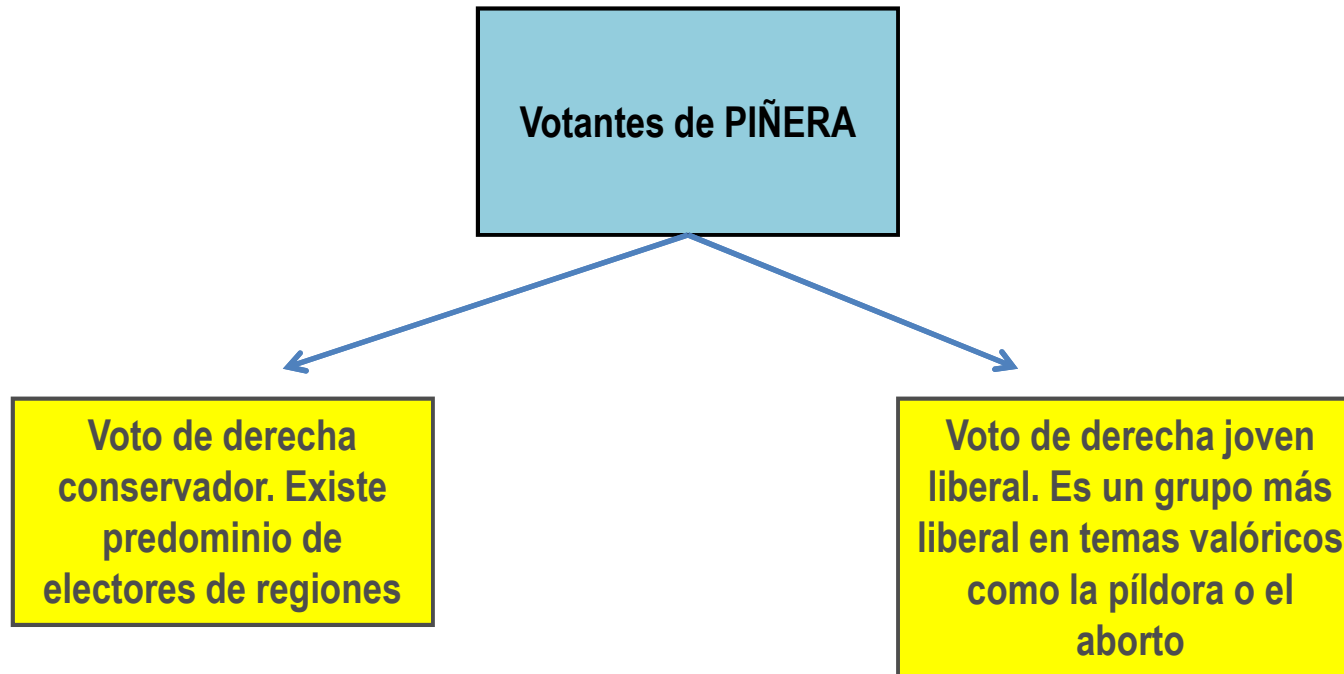 Votantes de PIÑERA
Voto de derecha
conservador. Existe
predominio de
electores de regiones
Voto de derecha joven
liberal. Es un grupo más
liberal en temas valóricos
como la píldora o el
aborto